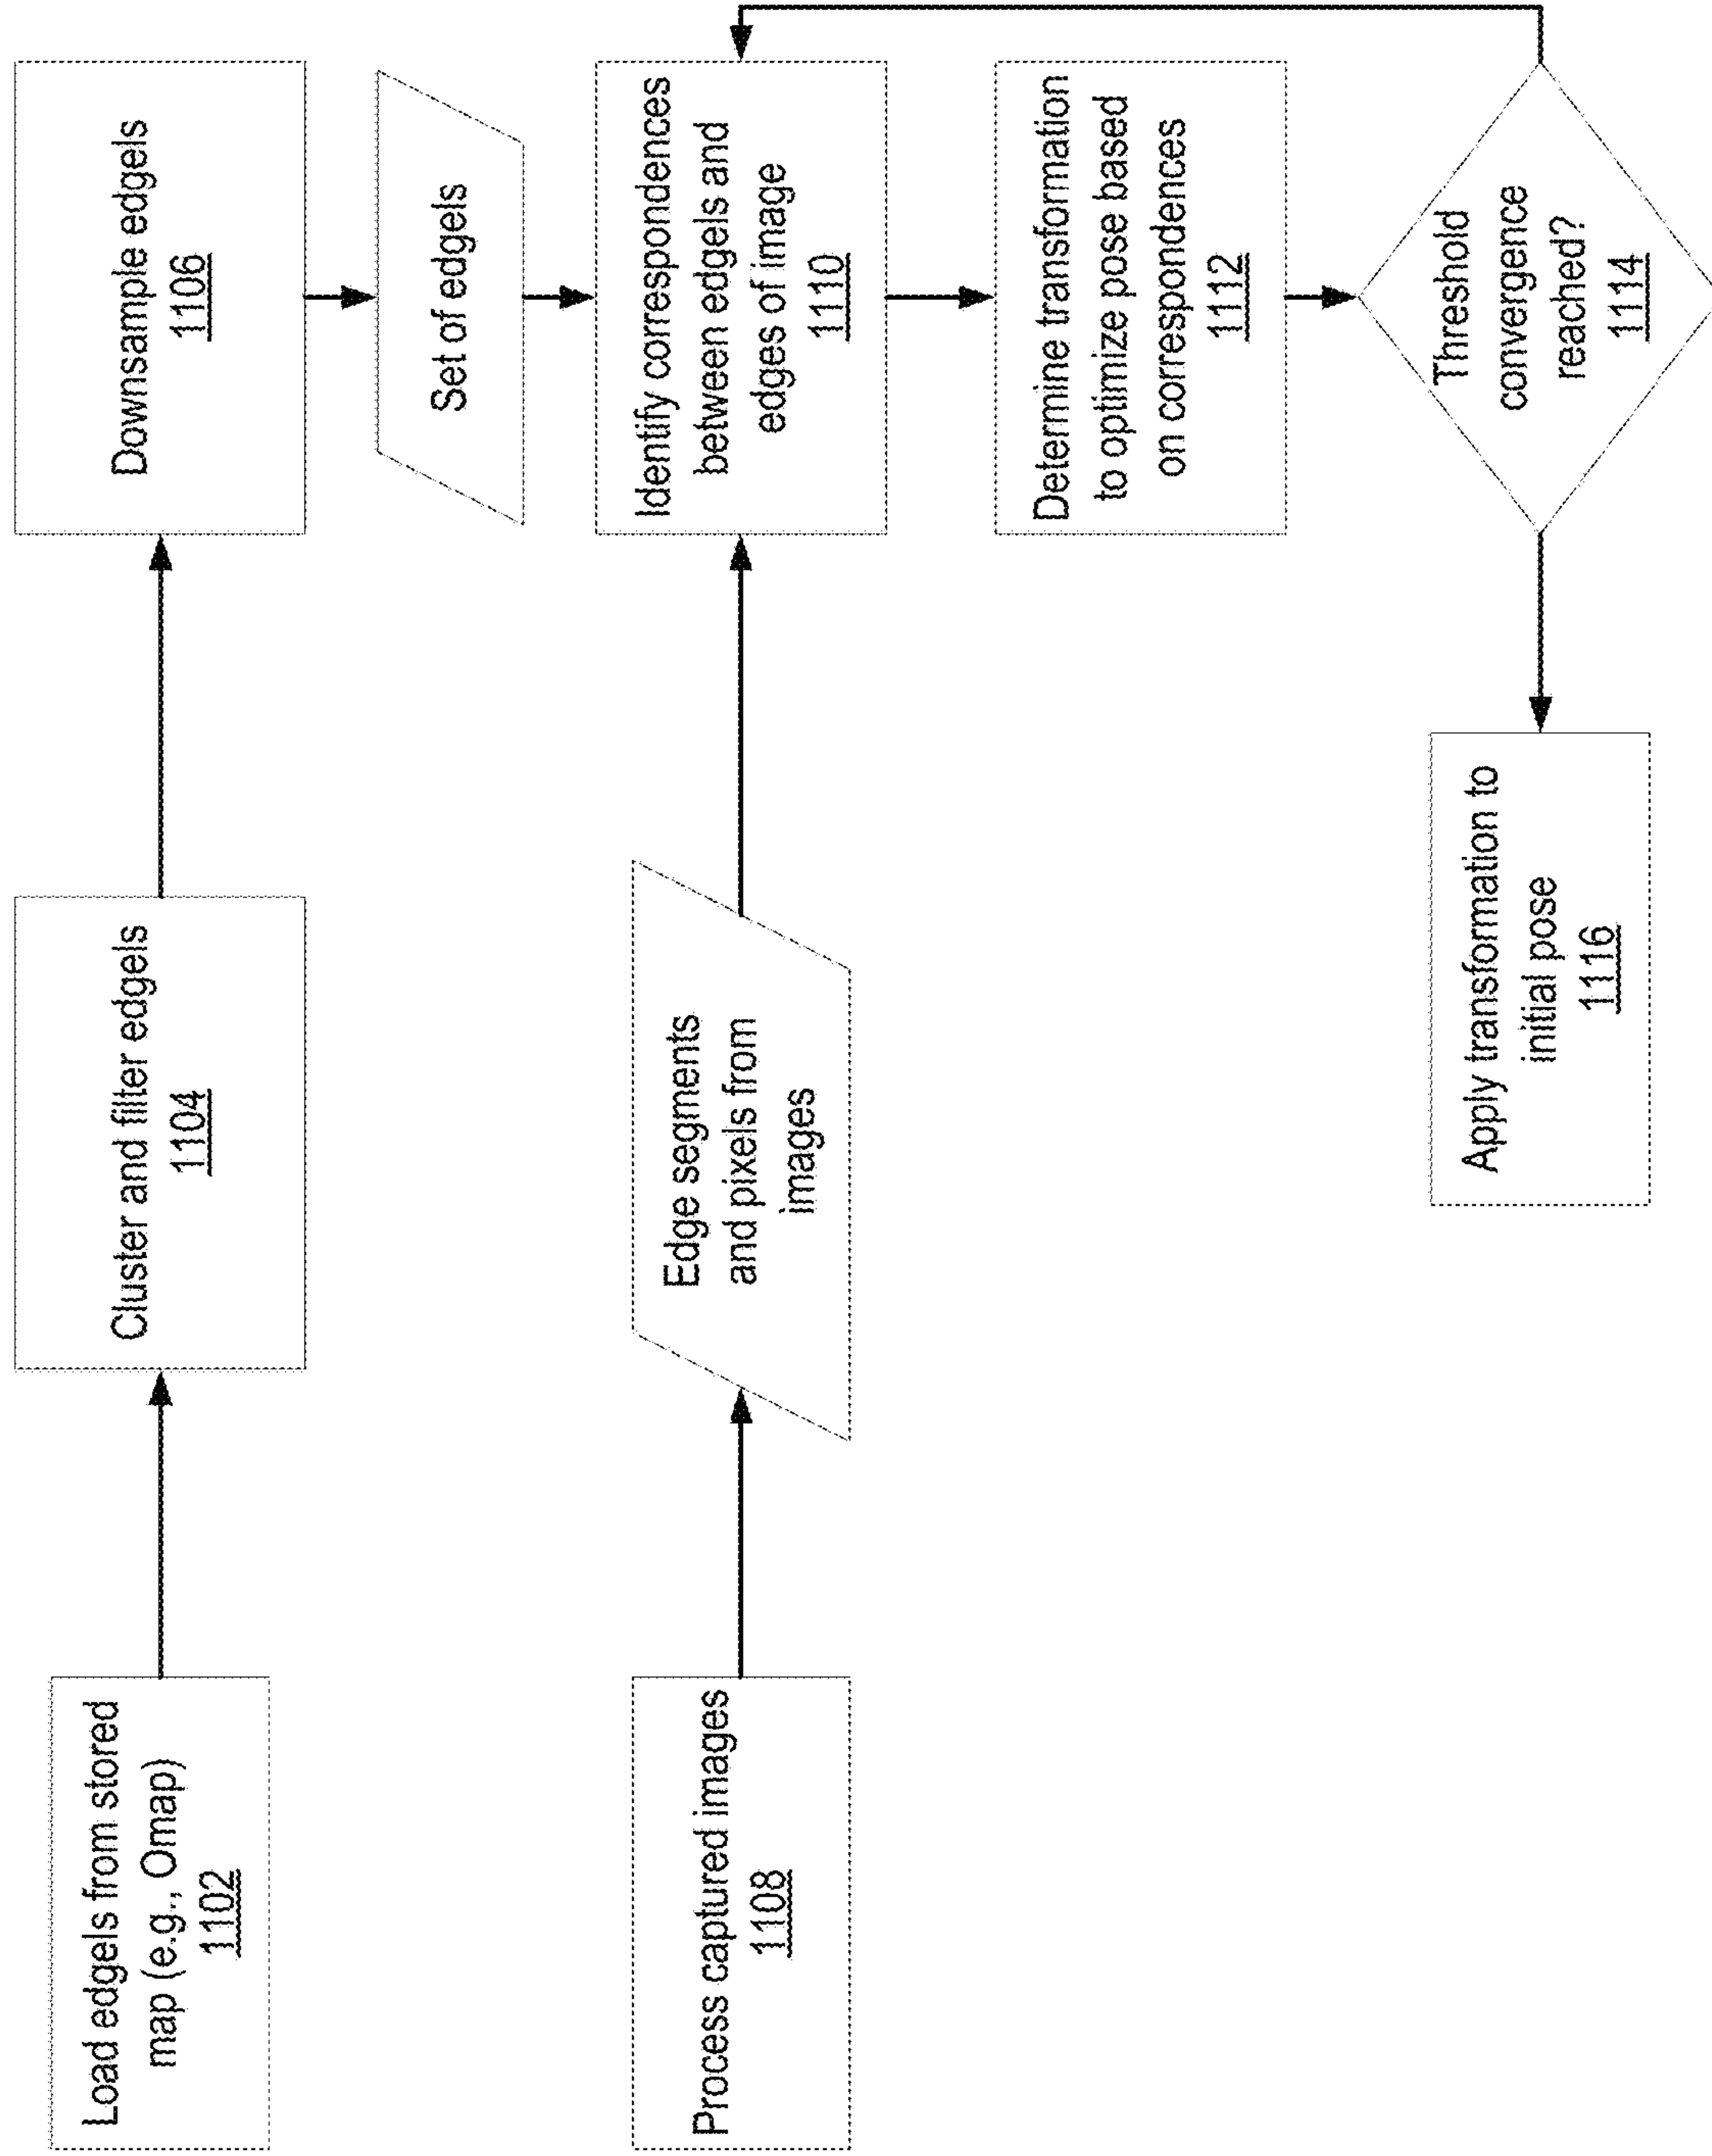 Load edgels from stored
map (e.g., Omap)
1102
Cluster and filter edgels
1104
Downsample edgels
1106
Set of edgels
Process captured images
1108
Edge segments
and pixels from
images
Identify correspondences
between edgels and
edges of image
1110
Determine transformation
to optimize pose based
on correspondences
1112
Threshold
convergence
reached?
1114
Apply transformation to
initial pose
1116